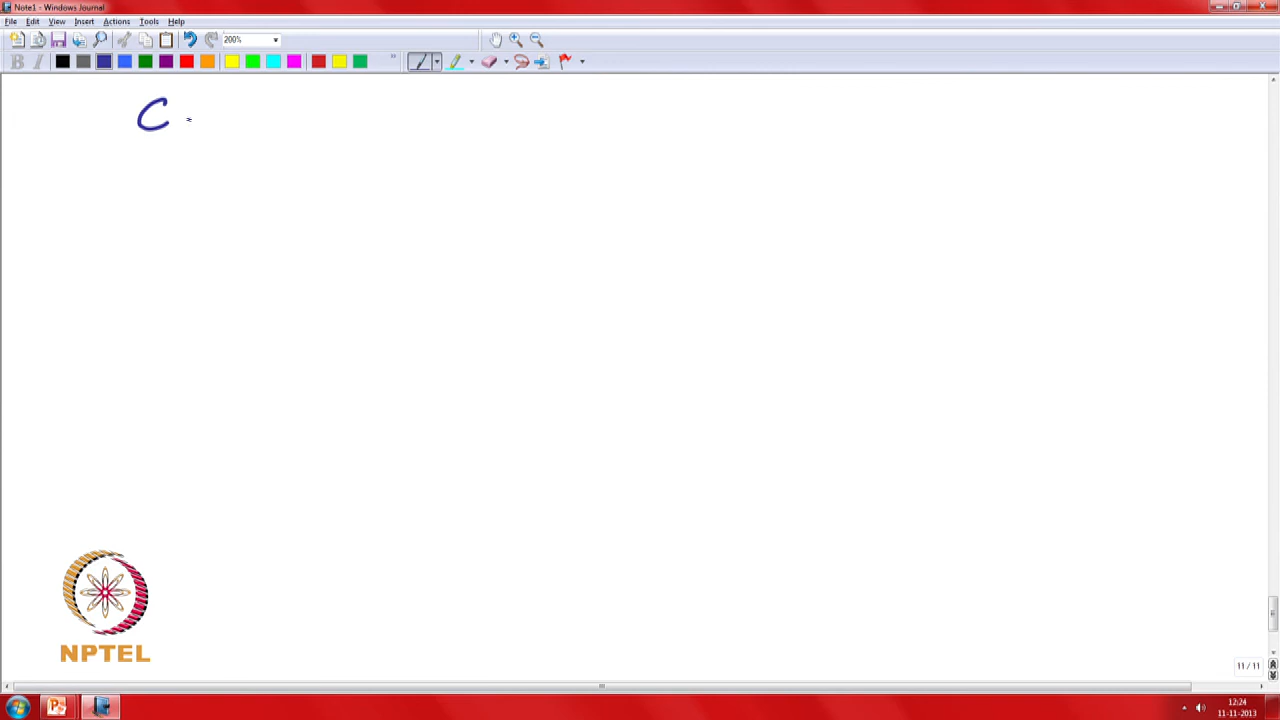 Note1 - Windows Journal
File Edit View Insert Actions Tools Help
200%
B I
C
NPTEL
11 / 11
12:24
11-11-2013